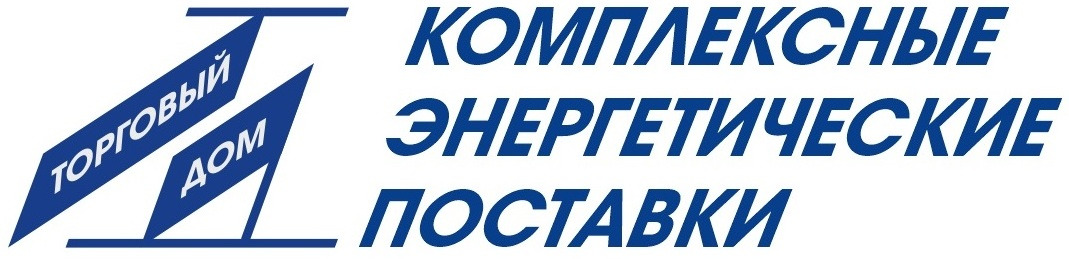 ТОРГОВЫЙ
ДОМ
КОМПЛЕКСНЫЕ
ЭНЕРГЕТИЧЕСКИЕ
ПОСТАВКИ